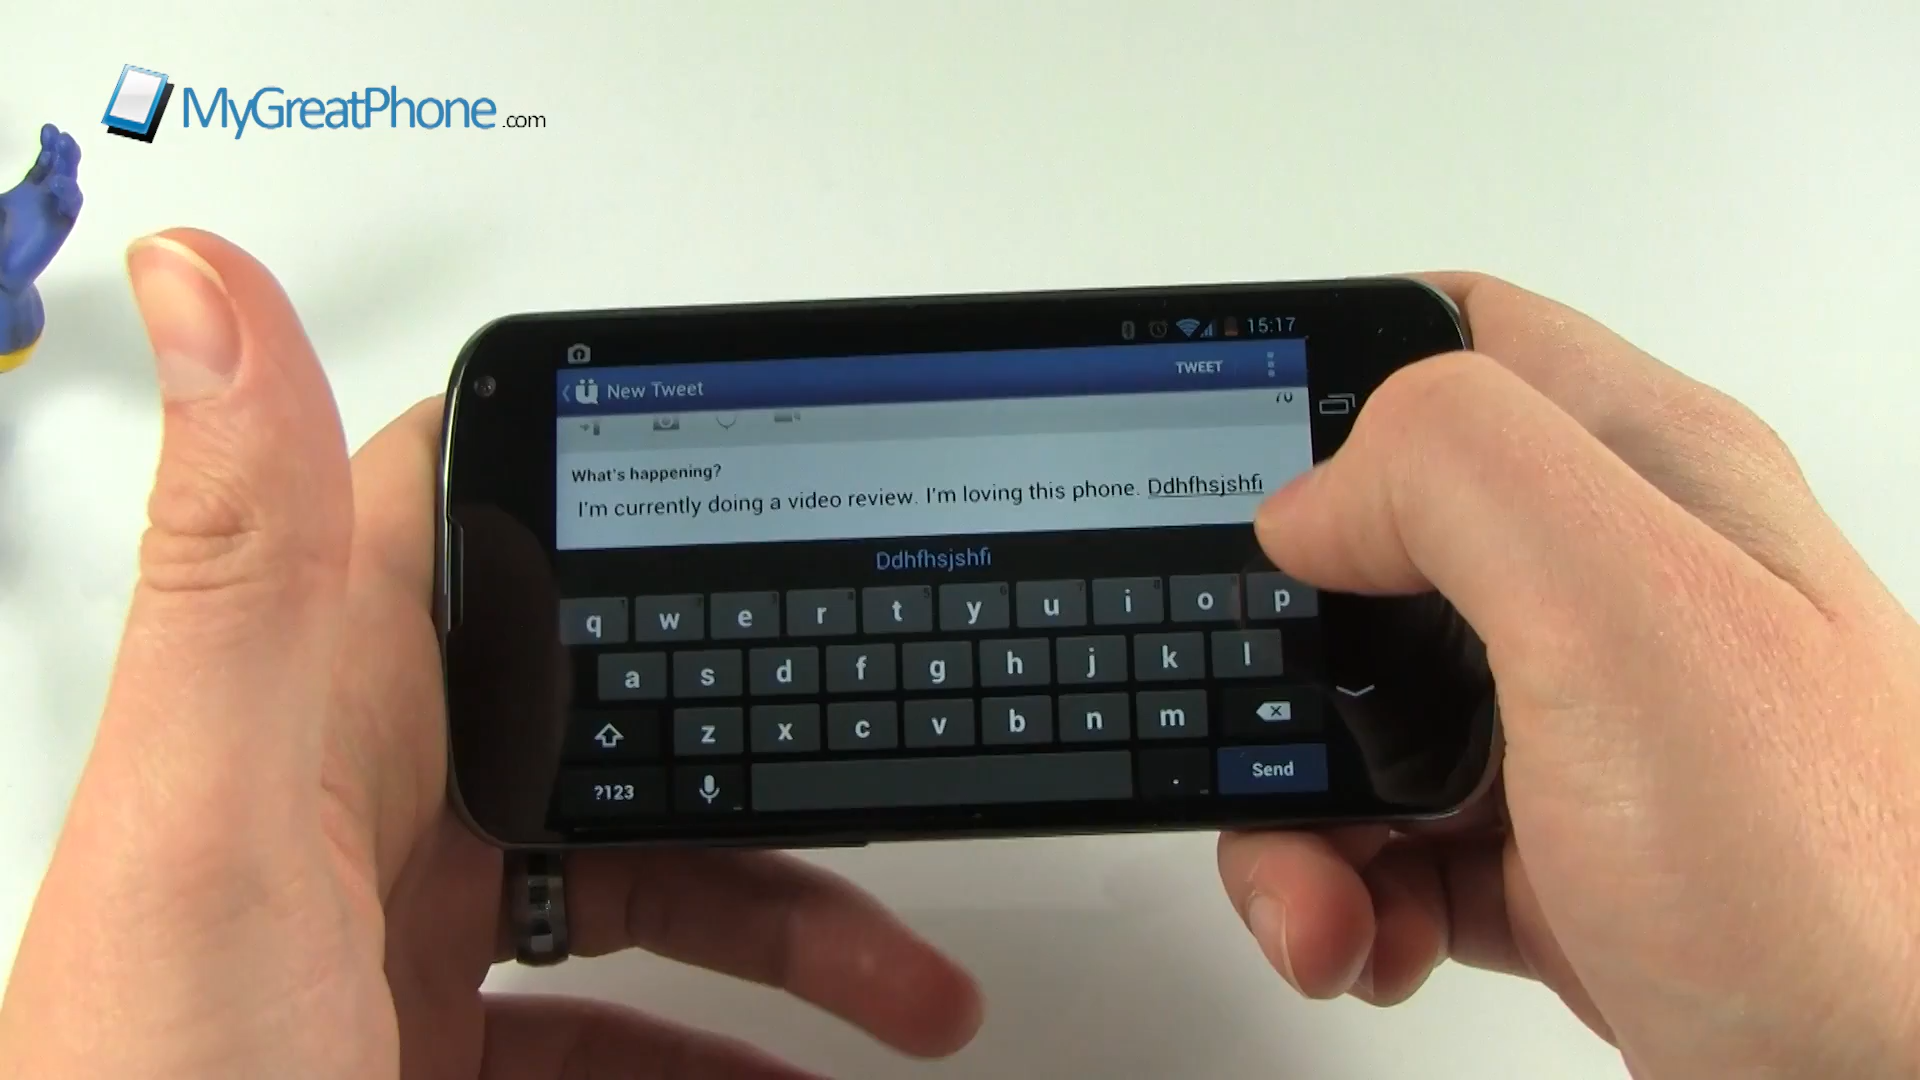 MyGreatPhone.com
15:17
New Tweet
TWEET
70
What's happening?
I'm currently doing a video review. I'm loving this phone. Ddhfhsjshfi
Ddhfhsjshfi
q w e r t y u i o p
a s d f g h j k l
z x c v b n m
?123 . Send